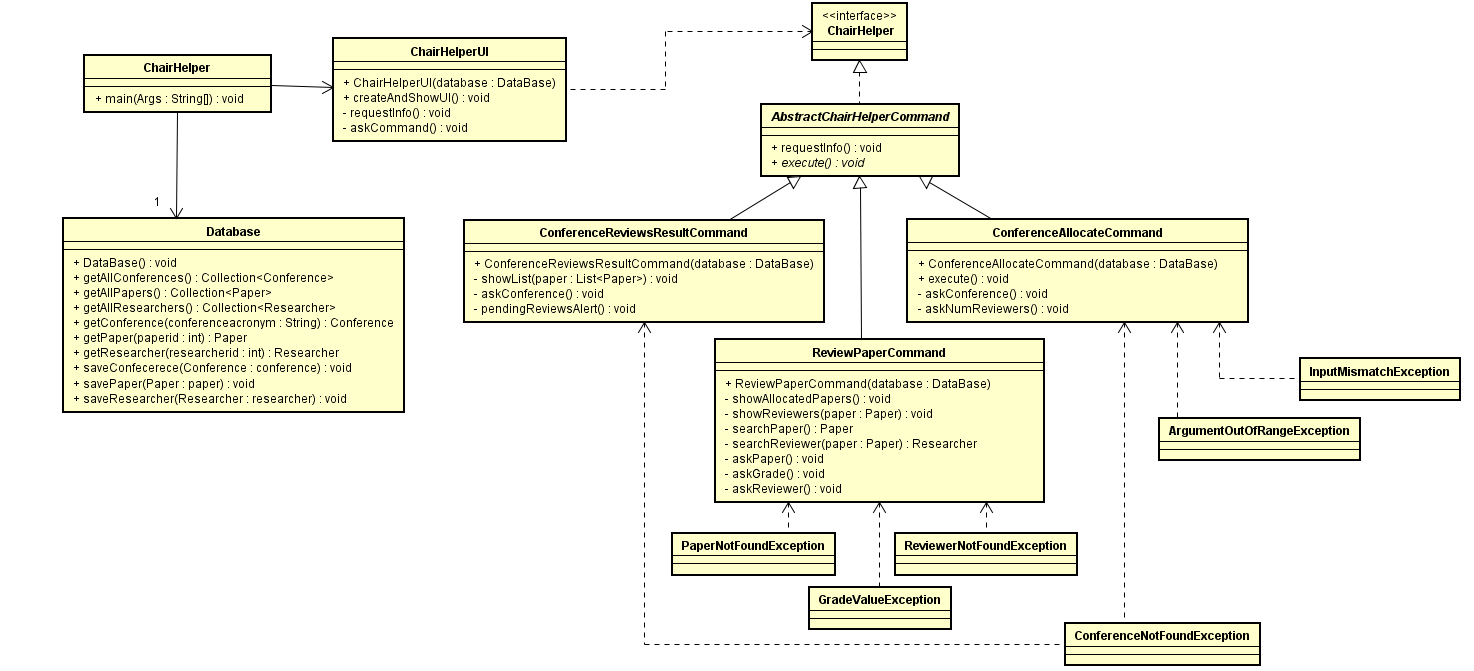 <<interface>>
ChairHelper
ChairHelper
+ main(Args : String[]) : void
ChairHelperUI
+ ChairHelperUI(database : DataBase)
+ createAndShowUI() : void
- requestInfo() : void
- askCommand() : void
AbstractChairHelperCommand
+ requestInfo() : void
+ execute() : void
1
Database
+ DataBase() : void
+ getAllConferences() : Collection<Conference>
+ getAllPapers() : Collection<Paper>
+ getAllResearchers() : Collection<Researcher>
+ getConference(conferenceacronym : String) : Conference
+ getPaper(paperid : int) : Paper
+ getResearcher(researcherid : int) : Researcher
+ saveConfecerece(Conference : conference) : void
+ savePaper(Paper : paper) : void
+ saveResearcher(Researcher : researcher) : void
ConferenceReviewsResultCommand
+ ConferenceReviewsResultCommand(database : DataBase)
- showList(paper : List<Paper>) : void
- askConference() : void
- pendingReviewsAlert() : void
ConferenceAllocateCommand
+ ConferenceAllocateCommand(database : DataBase)
+ execute() : void
- askConference() : void
- askNumReviewers() : void
ReviewPaperCommand
+ ReviewPaperCommand(database : DataBase)
- showAllocatedPapers() : void
- showReviewers(paper : Paper) : void
- searchPaper() : Paper
- searchReviewer(paper : Paper) : Researcher
- askPaper() : void
- askGrade() : void
- askReviewer() : void
InputMismatchException
ArgumentOutOfRangeException
PaperNotFoundException
ReviewerNotFoundException
GradeValueException
ConferenceNotFoundException